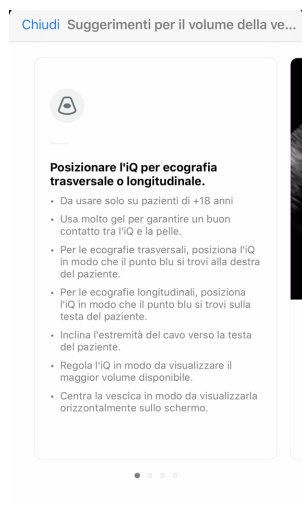 Chiudi Suggerimenti per il volume della ve...
Posizionare l'iQ per ecografia
trasversale o longitudinale.
• Da usare solo su pazienti di +18 anni
• Usa molto gel per garantire un buon
contatto tra l'iQ e la pelle.
• Per le ecografie trasversali, posiziona l'iQ
in modo che il punto blu si trovi alla destra
del paziente.
• Per le ecografie longitudinali, posiziona
l'iQ in modo che il punto blu si trovi sulla
testa del paziente.
• Inclina l'estremità del cavo verso la testa
del paziente.
• Regola l'iQ in modo da visualizzare il
maggior volume disponibile.
• Centra la vescica in modo da visualizzarla
orizzontalmente sullo schermo.